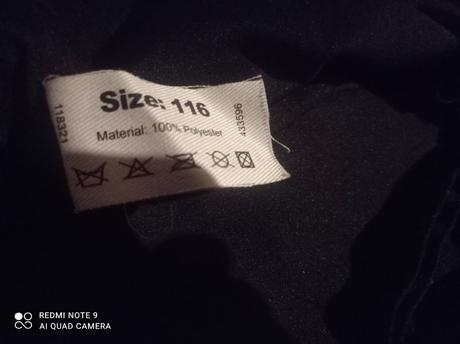 Size: 116
Material: 100% Polyester
118321
433596
REDMI NOTE 9
AI QUAD CAMERA